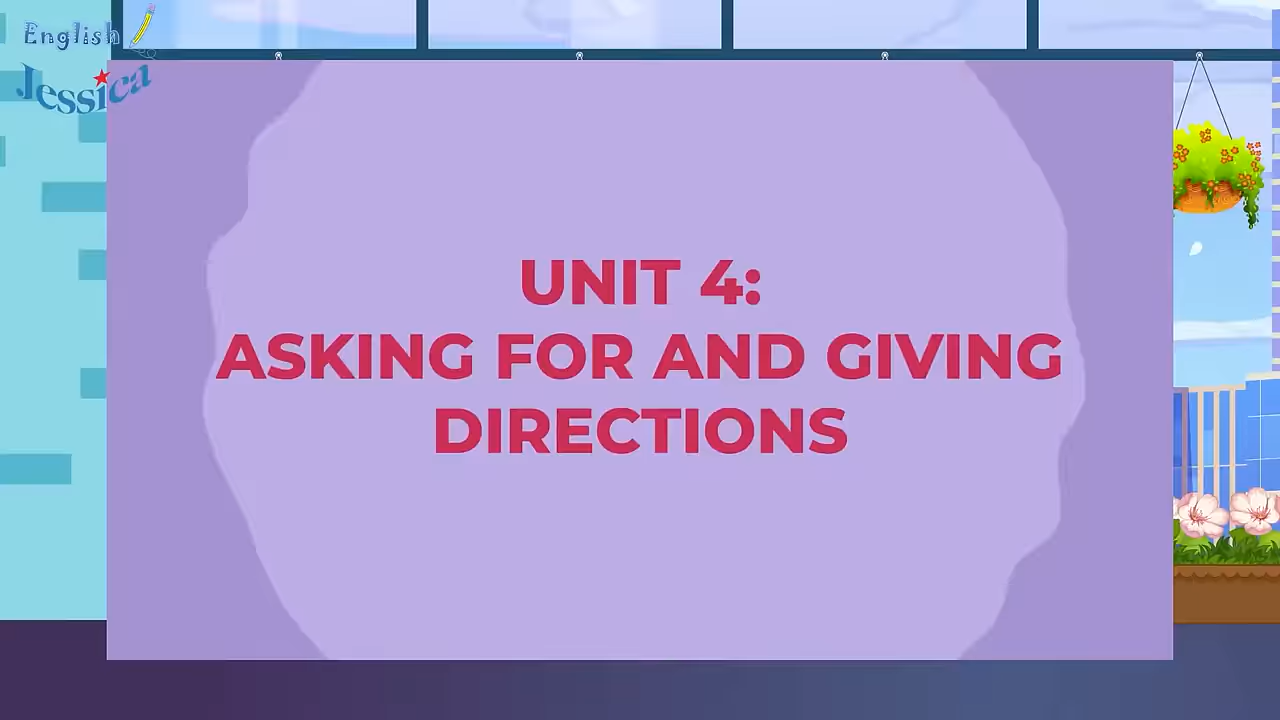 English
Jessica
UNIT 4:
ASKING FOR AND GIVING
DIRECTIONS